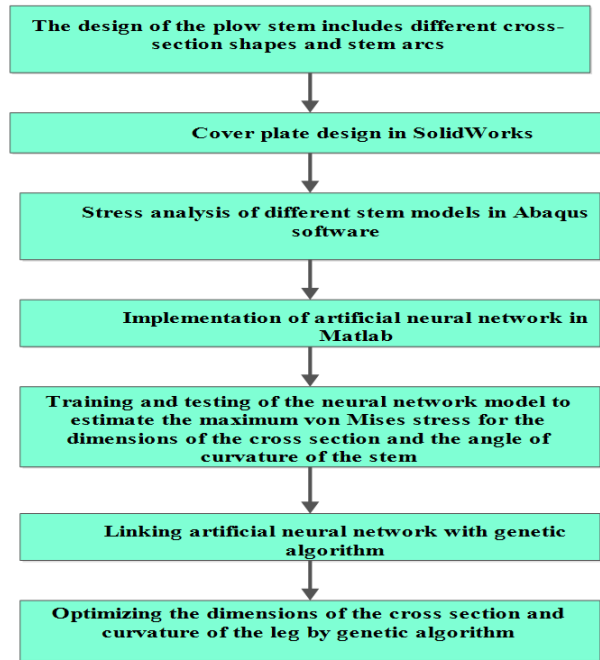 The design of the plow stem includes different cross-
section shapes and stem arcs
Cover plate design in SolidWorks
Stress analysis of different stem models in Abaqus
software
Implementation of artificial neural network in
Matlab
Training and testing of the neural network model to
estimate the maximum von Mises stress for the
dimensions of the cross section and the angle of
curvature of the stem
Linking artificial neural network with genetic
algorithm
Optimizing the dimensions of the cross section and
curvature of the leg by genetic algorithm